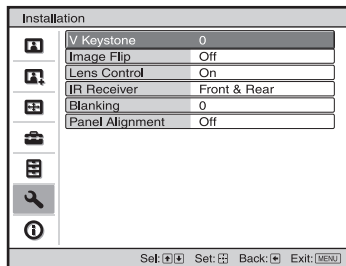 Installation
V Keystone 0
Image Flip Off
Lens Control On
IR Receiver Front & Rear
Blanking 0
Panel Alignment Off
Sel: Set: Back: Exit: MENU